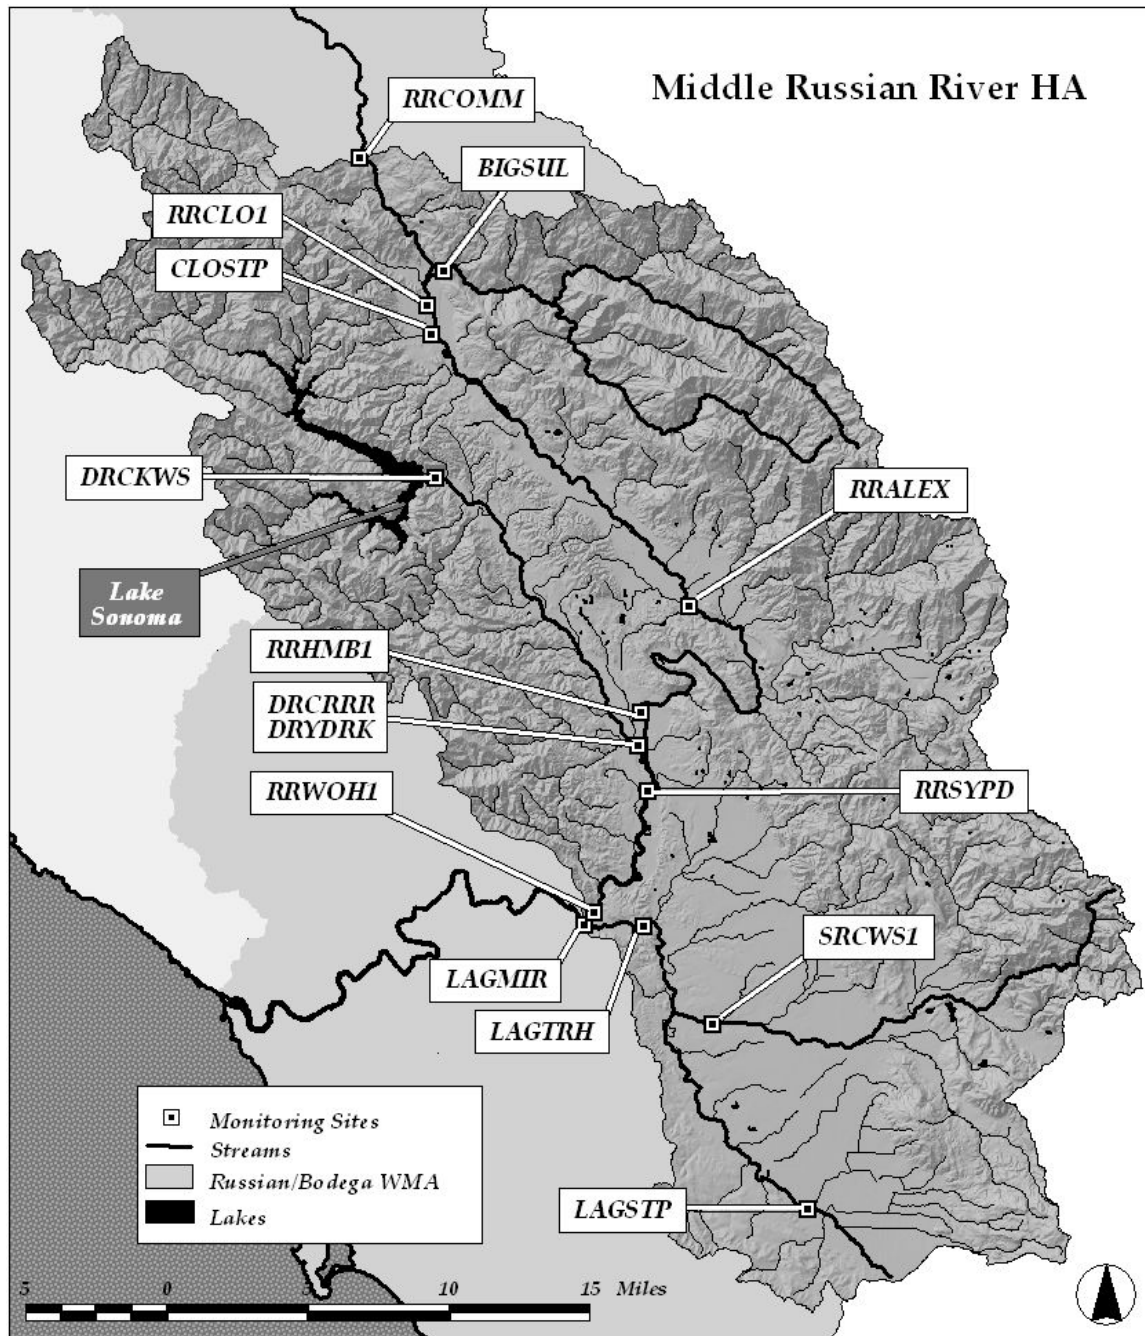 Middle Russian River HA
RRCOMM
BIGSUL
RRCLO1
CLOSTP
DRCKWS
RRALEX
Lake
Sonoma
RRHMB1
DRCRRR
DRYDRK
RRWOH1
RRSYPD
SRCWS1
LAGMIR
LAGTRH
LAGSTP
Monitoring Sites
Streams
Russian/Bodega WMA
Lakes
5 0 5 10 15 Miles